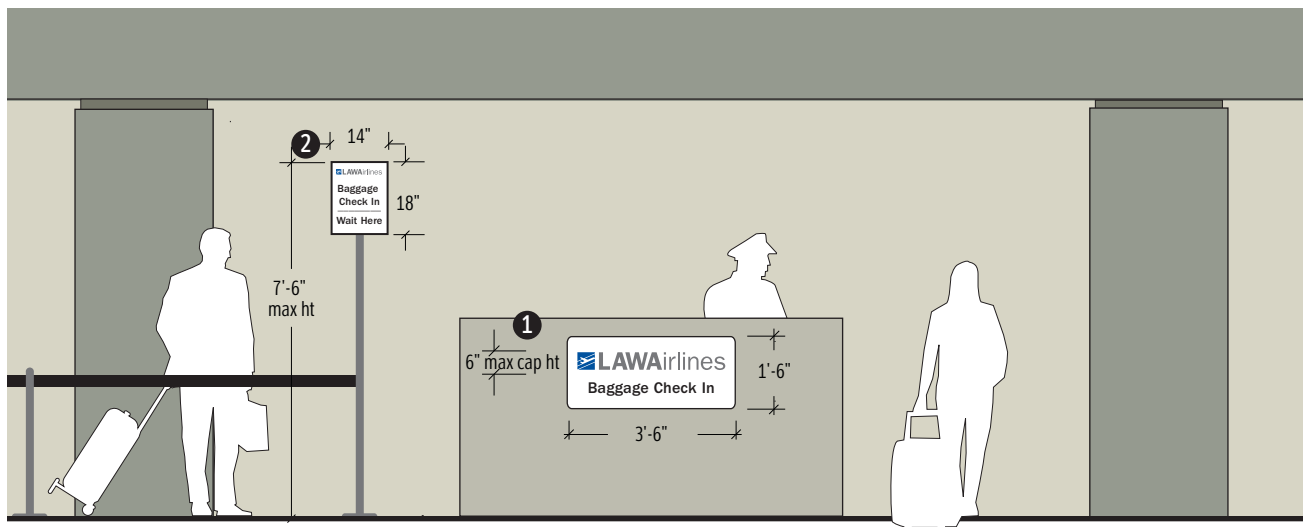 2
14"
LAWAirlines
Baggage
Check In
Wait Here
18"
7'-6"
max ht
1
6" max cap ht
LAWAirlines
Baggage Check In
1'-6"
3'-6"